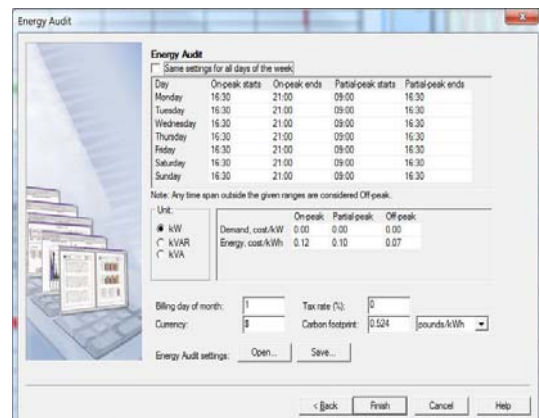 Energy Audit
Energy Audit
Same settings for all days of the week
Day On-peak starts On-peak ends Partial-peak starts Partial-peak ends
Monday 16:30 21:00 09:00 16:30
Tuesday 16:30 21:00 09:00 16:30
Wednesday 16:30 21:00 09:00 16:30
Thursday 16:30 21:00 09:00 16:30
Friday 16:30 21:00 09:00 16:30
Saturday 16:30 21:00 09:00 16:30
Sunday 16:30 21:00 09:00 16:30
Note: Any time span outside the given ranges are considered Off-peak.
Unit:
kW
kVAR
kVA
On-peak Partial-peak Off-peak
Demand, cost/kW 0.00 0.00 0.00
Energy, cost/kWh 0.12 0.10 0.07
Billing day of month: 1 Tax rate (%): 0
Currency: $ Carbon footprint: 0.524 pounds/kWh
Energy Audit settings: Open... Save...
< Back Finish Cancel Help